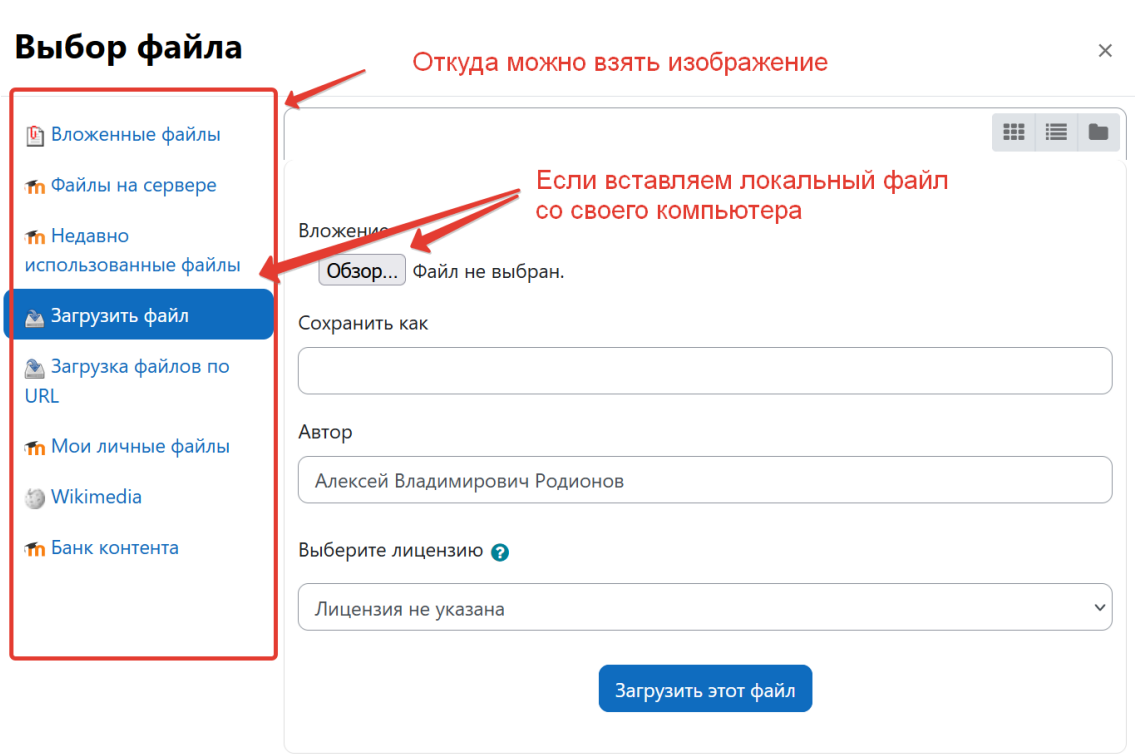 Выбор файла
Откуда можно взять изображение
Вложенные файлы
Файлы на сервере
Недавно
использованные файлы
Загрузить файл
Загрузка файлов по
URL
Мои личные файлы
Wikimedia
Банк контента
Если вставляем локальный файл
со своего компьютера
Вложение
Обзор... Файл не выбран.
Сохранить как
Автор
Алексей Владимирович Родионов
Выберите лицензию ?
Лицензия не указана
Загрузить этот файл